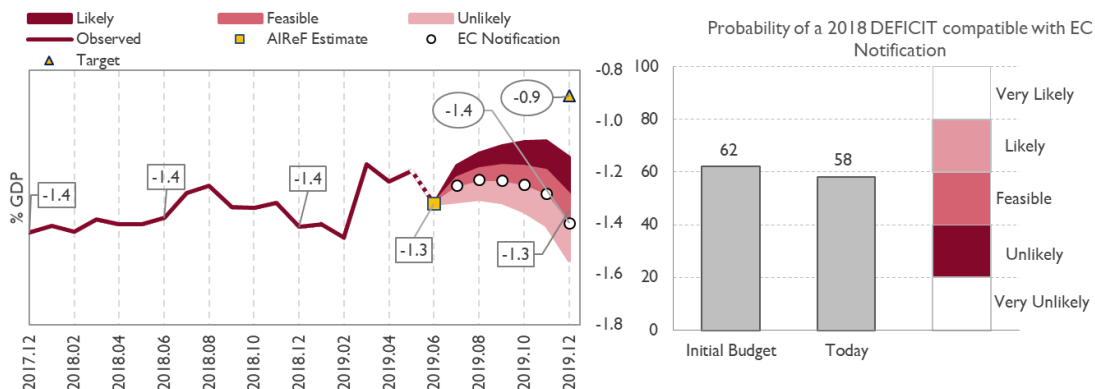 Likely
Feasible
Unlikely
Observed
AIReF Estimate
EC Notification
Target
% GDP
-0.8
-1.0
-1.2
-1.4
-1.6
-1.8
-1.4
-1.4
-1.4
-1.3
-1.4
-0.9
-1.3
2017.12
2018.02
2018.04
2018.06
2018.08
2018.10
2018.12
2019.02
2019.04
2019.06
2019.08
2019.10
2019.12
Probability of a 2018 DEFICIT compatible with EC
Notification
100
80
60
40
20
0
62
58
Initial Budget
Today
Very Likely
Likely
Feasible
Unlikely
Very Unlikely